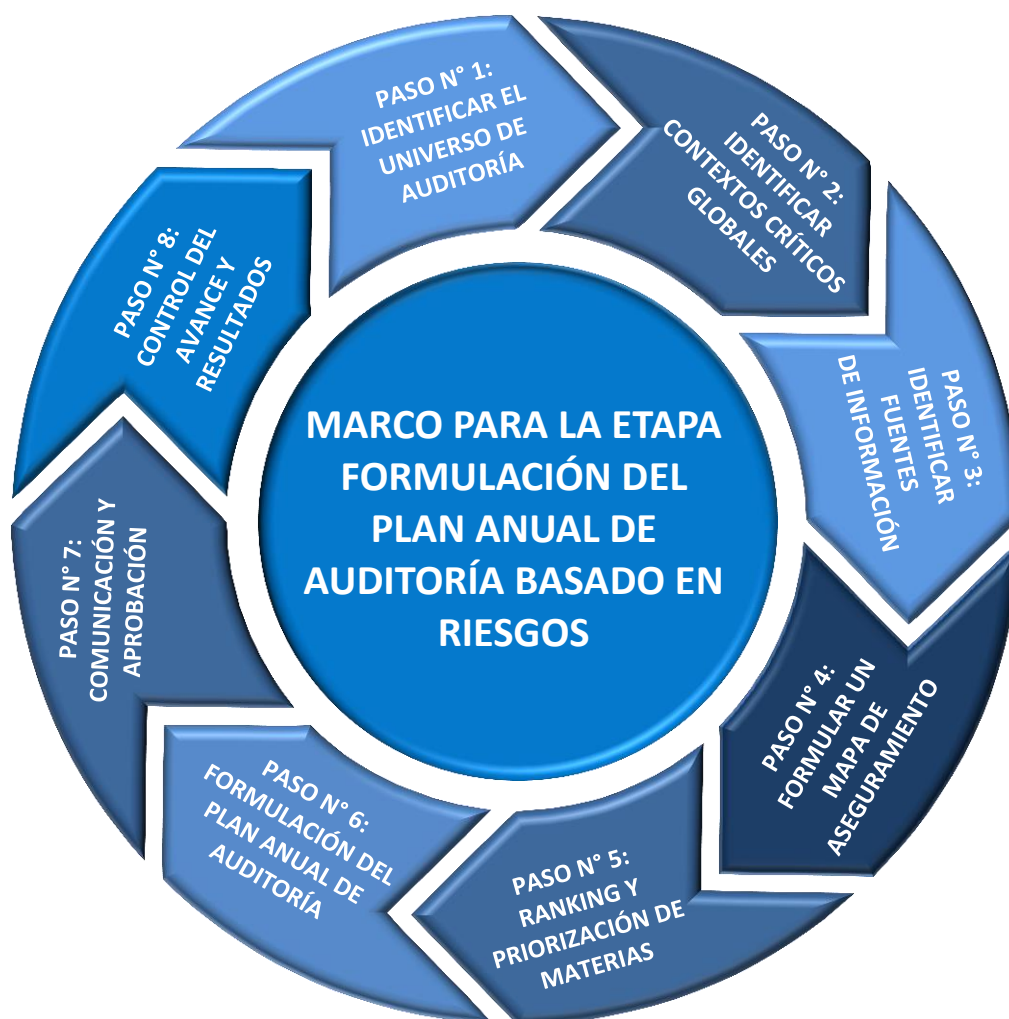 PASO N° 1:
IDENTIFICAR EL
UNIVERSO DE
AUDITORÍA
PASO N° 2:
IDENTIFICAR
CONTEXTOS CRÍTICOS
GLOBALES
PASO N° 3:
IDENTIFICAR
FUENTES
DE INFORMACIÓN
PASO N° 4:
FORMULAR UN
MAPA DE
ASEGURAMIENTO
PASO N° 5:
RANKING Y
PRIORIZACIÓN DE
MATERIAS
PASO N° 6:
FORMULACIÓN DEL
PLAN ANUAL DE
AUDITORÍA
PASO N° 7:
COMUNICACIÓN Y
APROBACIÓN
PASO N° 8:
CONTROL DEL
AVANCE Y
RESULTADOS
MARCO PARA LA ETAPA
FORMULACIÓN DEL
PLAN ANUAL DE
AUDITORÍA BASADO EN
RIESGOS